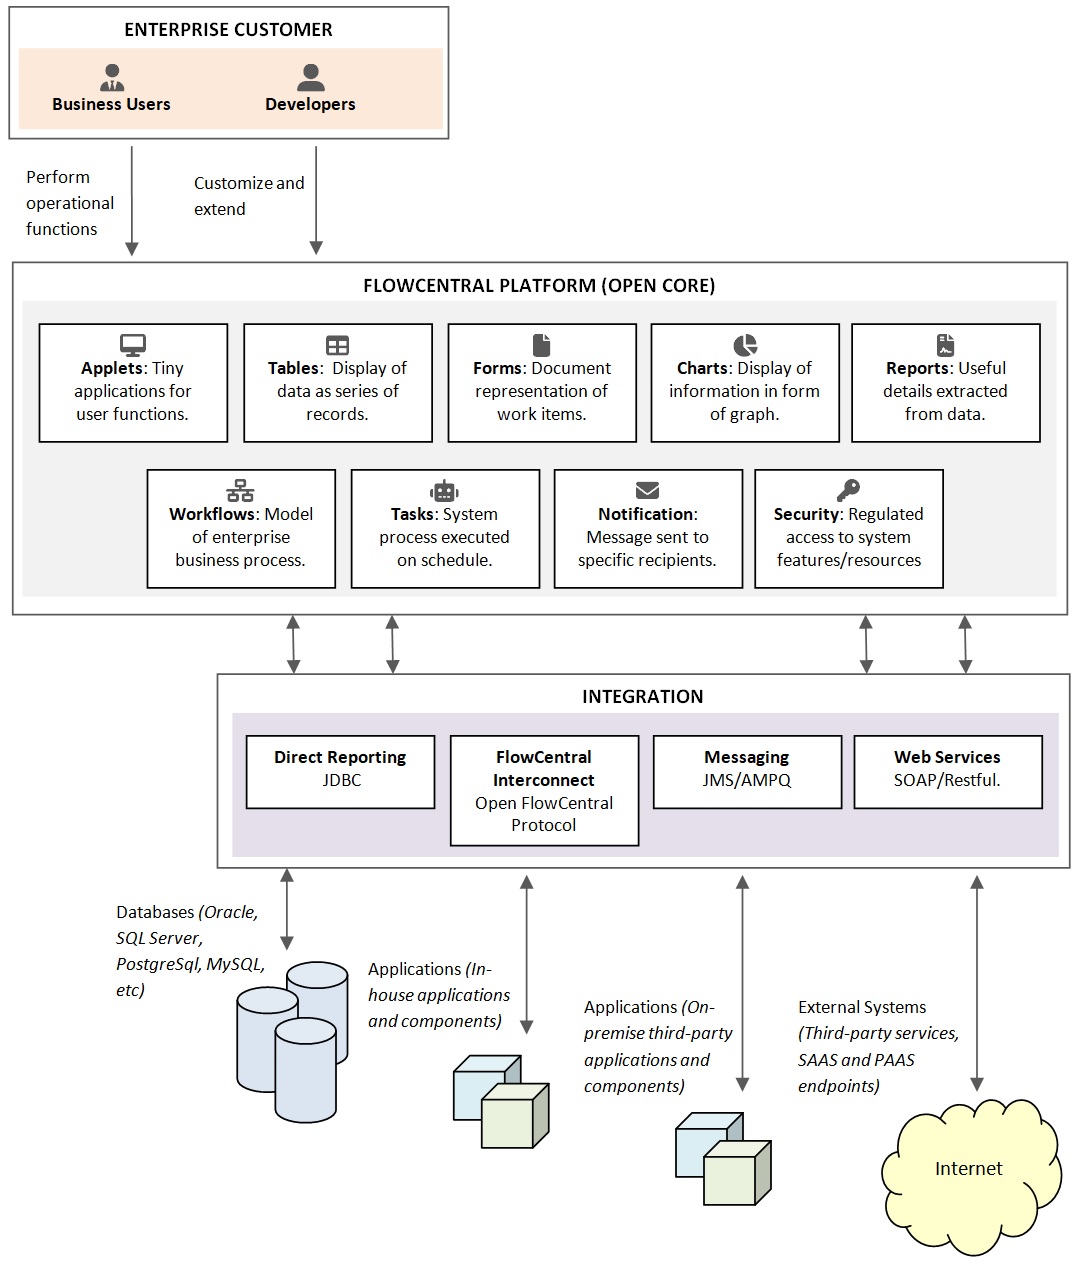 ENTERPRISE CUSTOMER
Business Users
Developers
Perform
operational
functions
Customize and
extend
FLOWCENTRAL PLATFORM (OPEN CORE)
Applets: Tiny
applications for
user functions.
Tables: Display of
data as series of
records.
Forms: Document
representation of
work items.
Charts: Display of
information in form
of graph.
Reports: Useful
details extracted
from data.
Workflows: Model
of enterprise
business process.
Tasks: System
process executed
on schedule.
Notification:
Message sent to
specific recipients.
Security: Regulated
access to system
features/resources
INTEGRATION
Direct Reporting
JDBC
FlowCentral
Interconnect
Open FlowCentral
Protocol
Messaging
JMS/AMPQ
Web Services
SOAP/Restful.
Databases (Oracle,
SQL Server,
PostgreSql, MySQL,
etc)
Applications (In-
house applications
and components)
Applications (On-
premise third-party
applications and
components)
External Systems
(Third-party services,
SAAS and PAAS
endpoints)
Internet